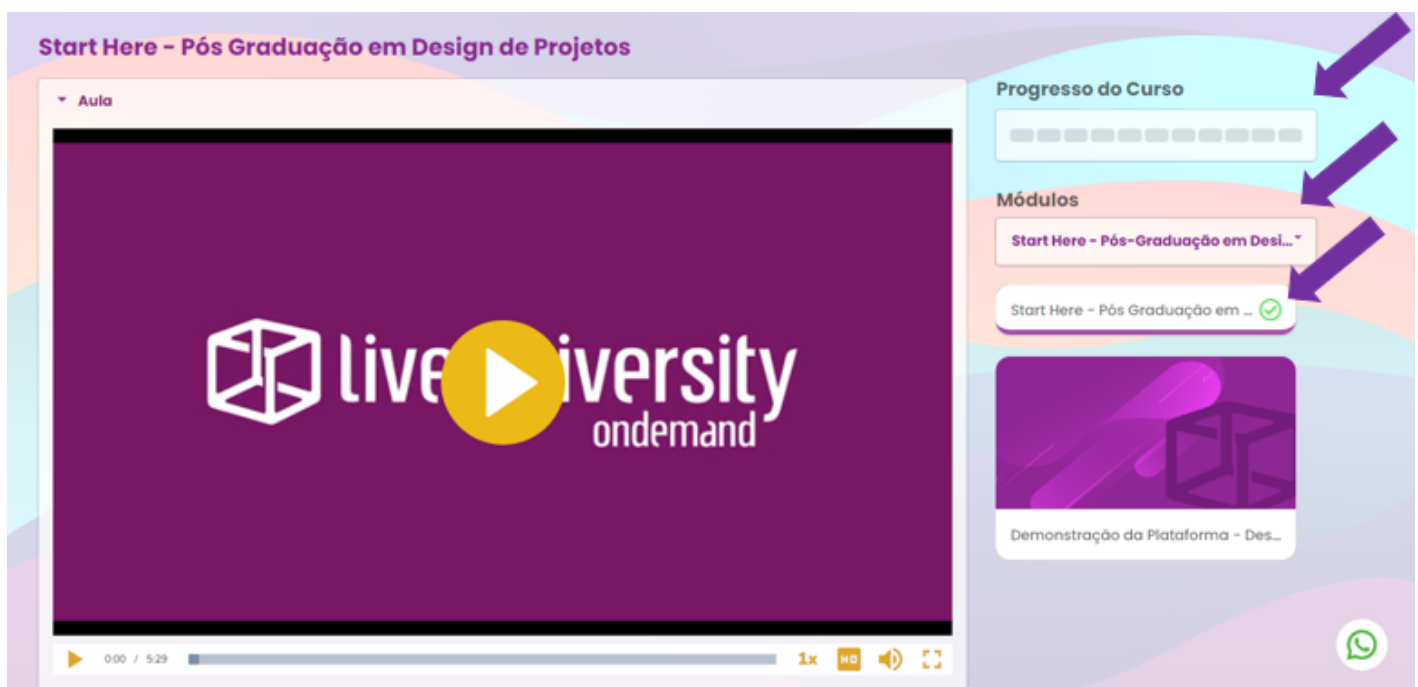 Start Here - Pós Graduação em Design de Projetos
Aula
live iversity
ondemand
0:00 / 5:29
1x
HD
Progresso do Curso
Módulos
Start Here - Pós-Graduação em Desi...
Start Here - Pós Graduação em ...
Demonstração da Plataforma - Des...